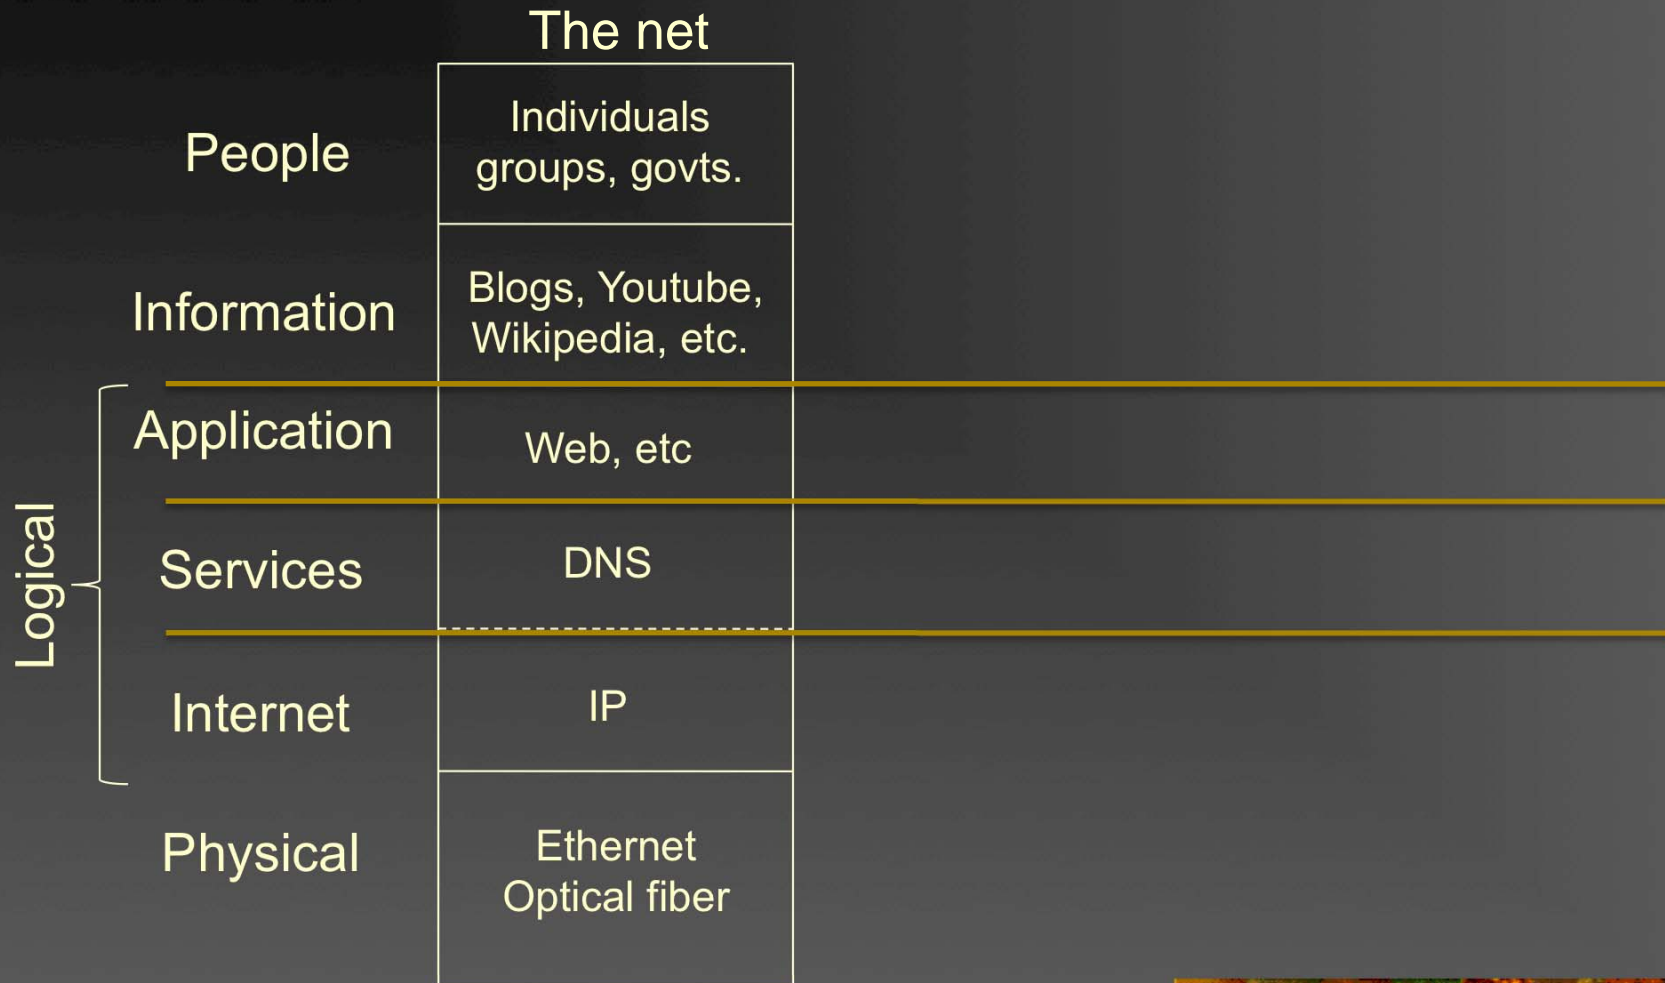 The net
People
Individuals
groups, govts.
Information
Blogs, Youtube,
Wikipedia, etc.
Logical
Application
Web, etc
Services
DNS
Internet
IP
Physical
Ethernet
Optical fiber